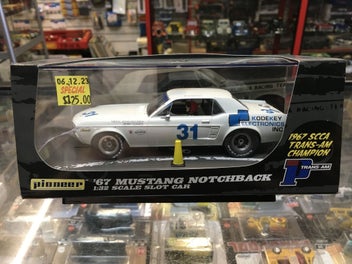 06.12.23
SPECIAL
$175.00
31
KODEKEY
ELECTRONICS
INC
1967 SCCA
TRANS-AM
CHAMPION
TRANS-AM
pioneer
'67 MUSTANG NOTCHBACK
1:32 SCALE SLOT CAR